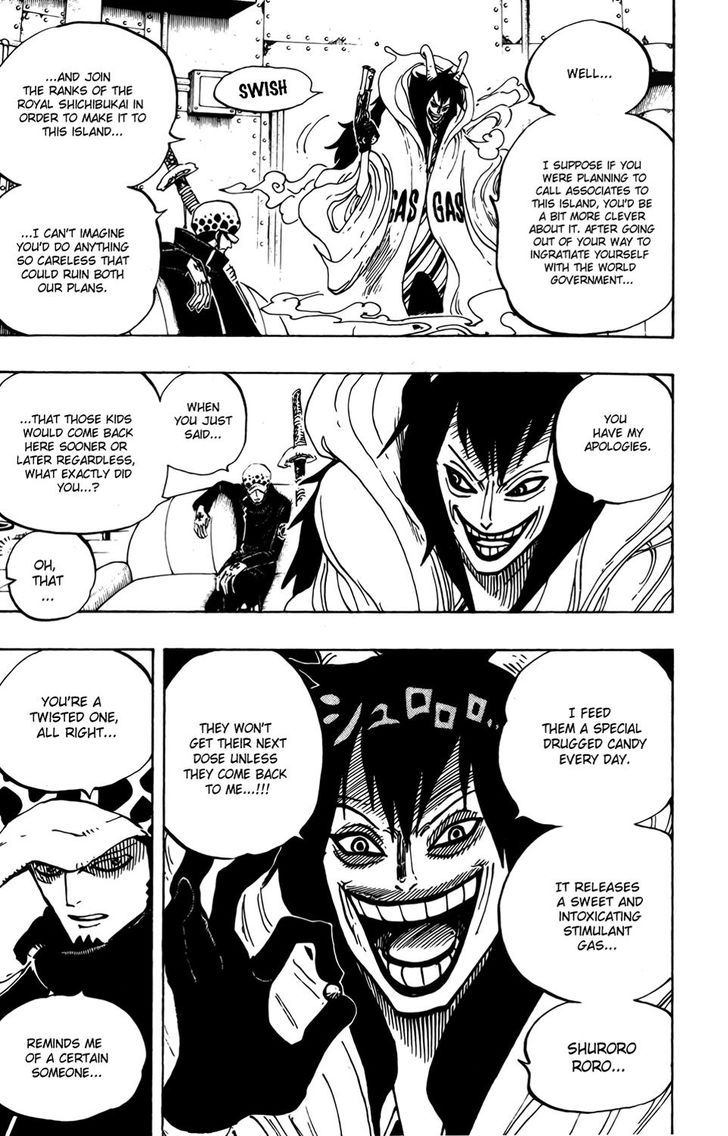 WELL...
I SUPPOSE IF YOU
WERE PLANNING TO
CALL ASSOCIATES TO
THIS ISLAND, YOU'D BE
A BIT MORE CLEVER
ABOUT IT. AFTER GOING
OUT OF YOUR WAY TO
INGRATIATE YOURSELF
WITH THE WORLD
GOVERNMENT...
SWISH
GAS GAS
...AND JOIN
THE RANKS OF THE
ROYAL SHICHIBUKAI IN
ORDER TO MAKE IT TO
THIS ISLAND...
...I CAN'T IMAGINE
YOU'D DO ANYTHING
SO CARELESS THAT
COULD RUIN BOTH
OUR PLANS.
YOU
HAVE MY
APOLOGIES.
WHEN
YOU JUST
SAID...
...THAT THOSE KIDS
WOULD COME BACK
HERE SOONER OR
LATER REGARDLESS,
WHAT EXACTLY DID
YOU...?
OH,
THAT
...
I FEED
THEM A SPECIAL
DRUGGED CANDY
EVERY DAY.
IT RELEASES
A SWEET AND
INTOXICATING
STIMULANT
GAS...
SHURORO
RORO...
シュロロロ..
THEY WON'T
GET THEIR NEXT
DOSE UNLESS
THEY COME BACK
TO ME...!!!
YOU'RE A
TWISTED ONE,
ALL RIGHT...
REMINDS ME
OF A CERTAIN
SOMEONE...